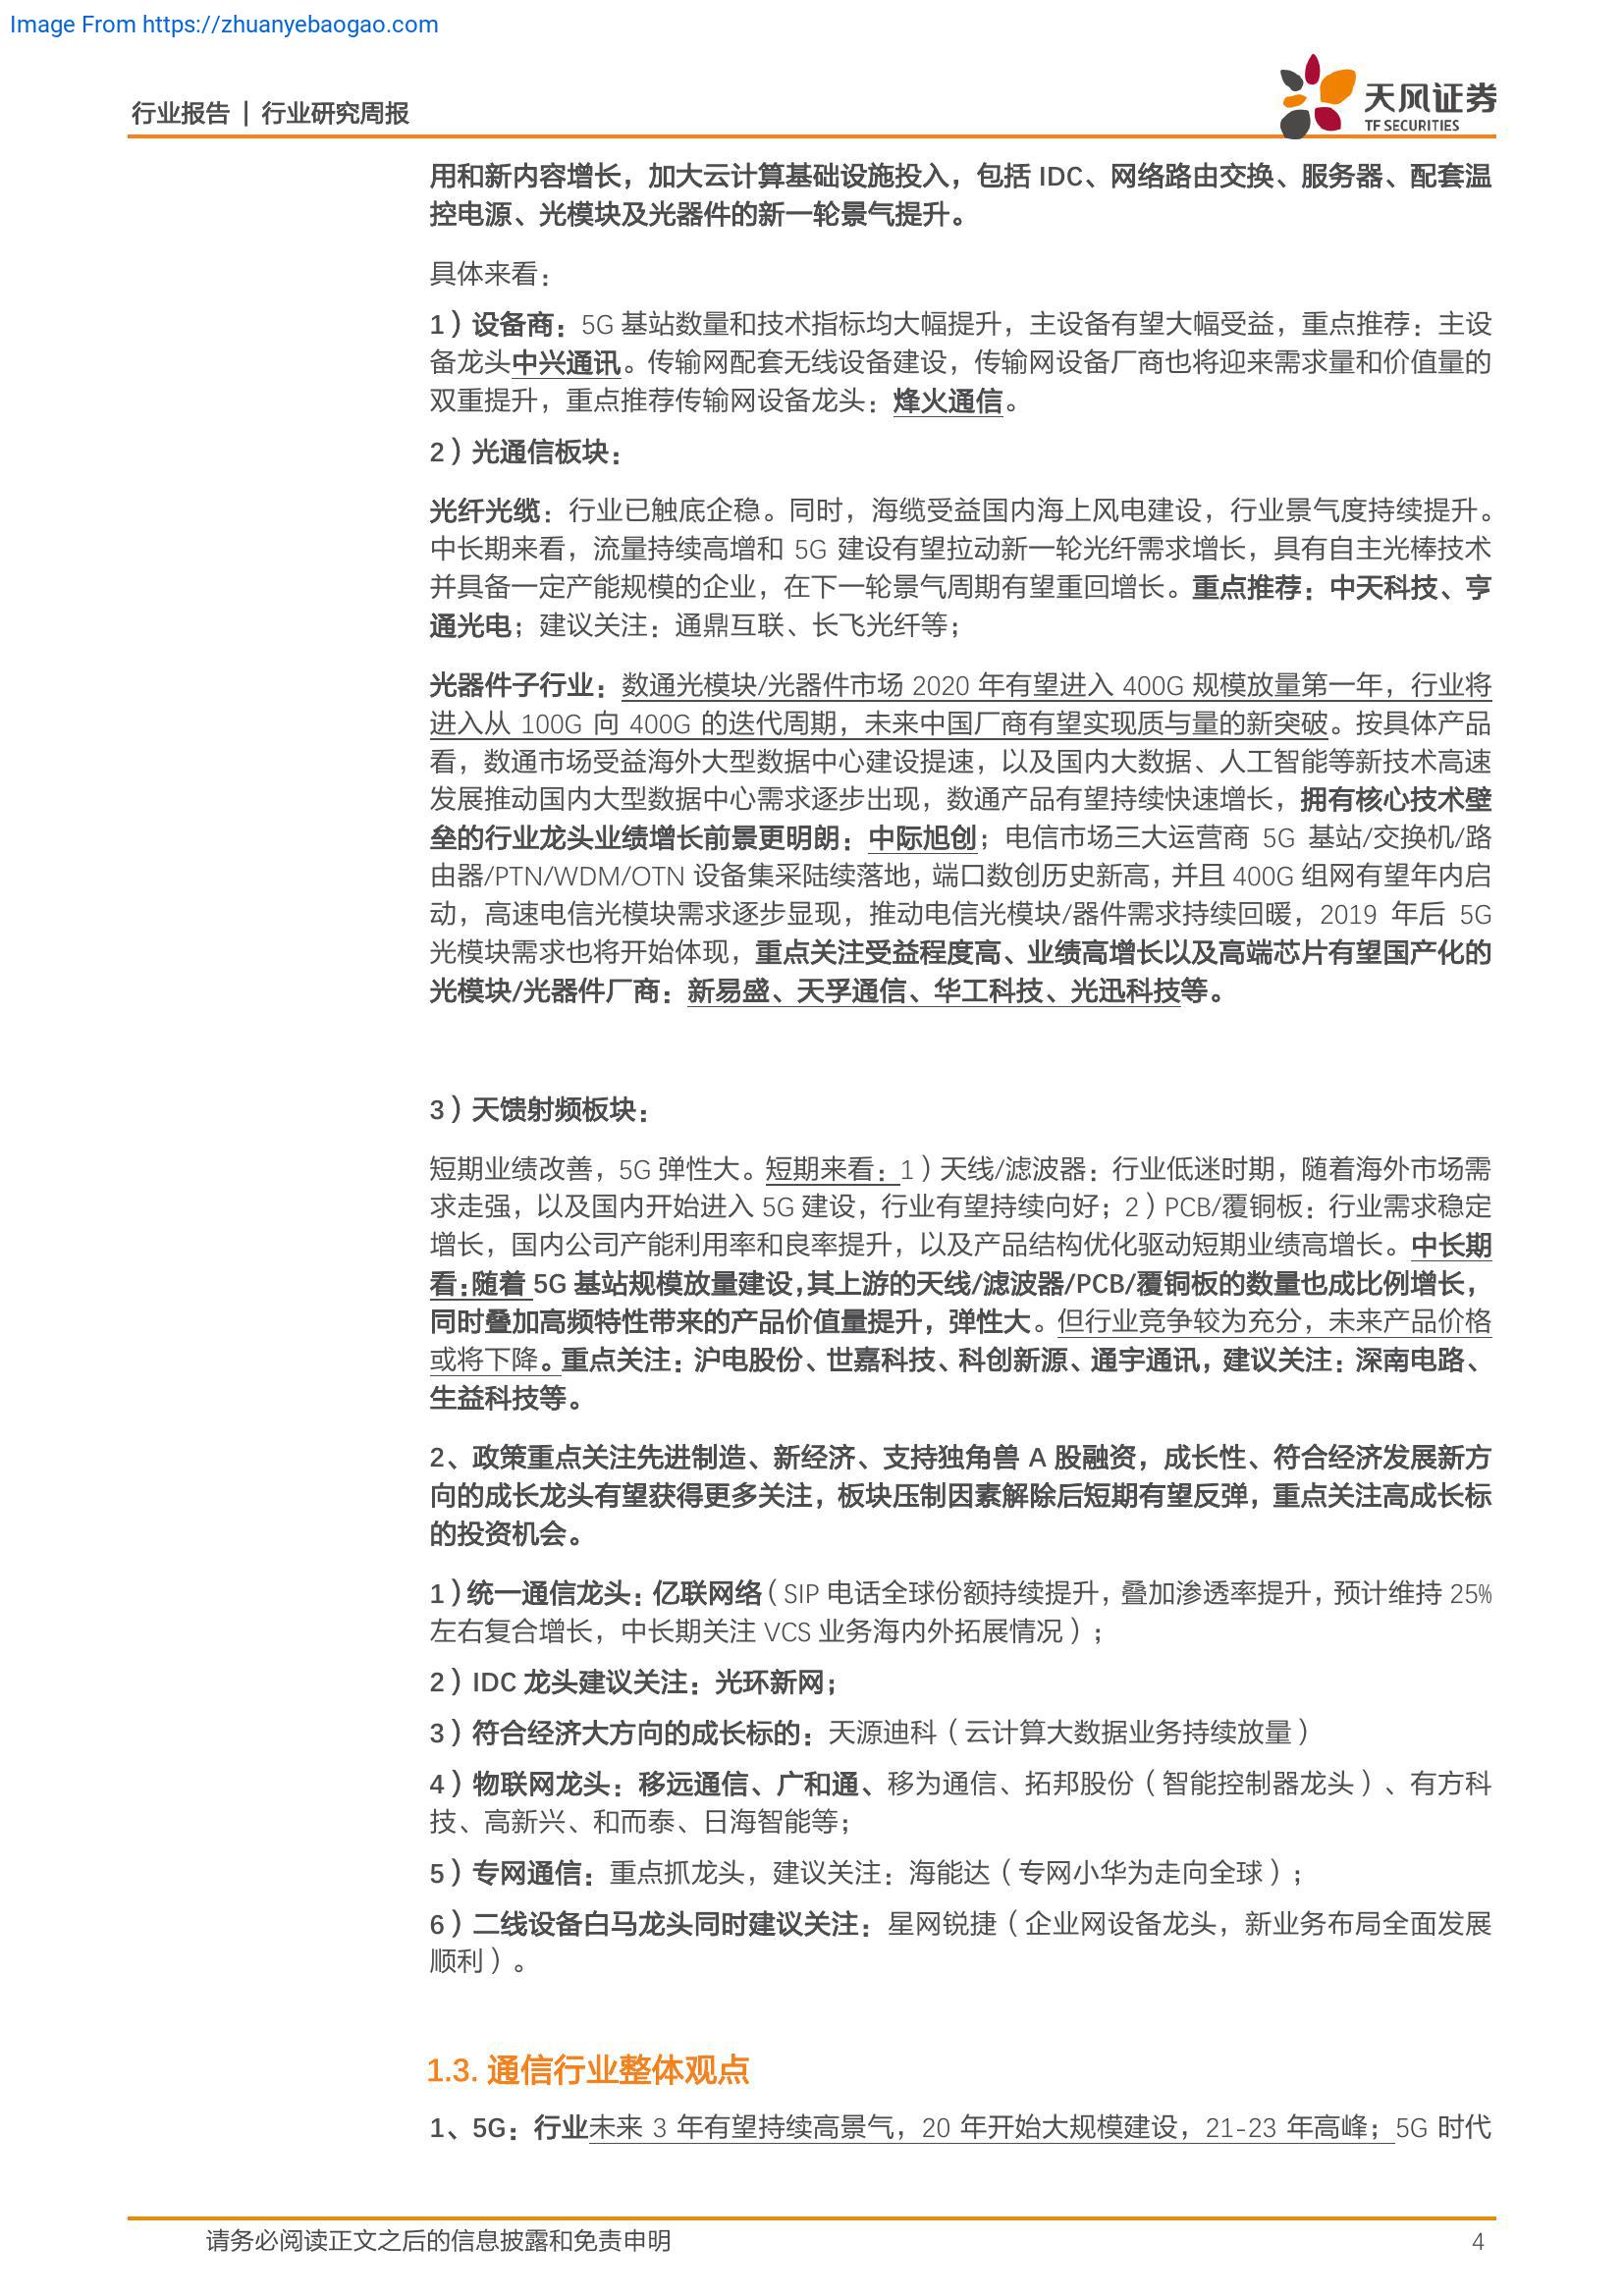 Image From https://zhuanyebaogao.com
行业报告 | 行业研究周报
天风证券
TF SECURITIES
用和新内容增长，加大云计算基础设施投入，包括 IDC、网络路由交换、服务器、配套温
控电源、光模块及光器件的新一轮景气提升。
具体来看：
1）设备商：5G 基站数量和技术指标均大幅提升，主设备有望大幅受益，重点推荐：主设
备龙头中兴通讯。传输网配套无线设备建设，传输网设备厂商也将迎来需求量和价值量的
双重提升，重点推荐传输网设备龙头：烽火通信。
2）光通信板块：
光纤光缆：行业已触底企稳。同时，海缆受益国内海上风电建设，行业景气度持续提升。
中长期来看，流量持续高增和 5G 建设有望拉动新一轮光纤需求增长，具有自主光棒技术
并具备一定产能规模的企业，在下一轮景气周期有望重回增长。重点推荐：中天科技、亨
通光电；建议关注：通鼎互联、长飞光纤等；
光器件子行业：数通光模块/光器件市场 2020 年有望进入 400G 规模放量第一年，行业将
进入从 100G 向 400G 的迭代周期，未来中国厂商有望实现质与量的新突破。按具体产品
看，数通市场受益海外大型数据中心建设提速，以及国内大数据、人工智能等新技术高速
发展推动国内大型数据中心需求逐步出现，数通产品有望持续快速增长，拥有核心技术壁
垒的行业龙头业绩增长前景更明朗：中际旭创；电信市场三大运营商 5G 基站/交换机/路
由器/PTN/WDM/OTN 设备集采陆续落地，端口数创历史新高，并且 400G 组网有望年内启
动，高速电信光模块需求逐步显现，推动电信光模块/器件需求持续回暖，2019 年后 5G
光模块需求也将开始体现，重点关注受益程度高、业绩高增长以及高端芯片有望国产化的
光模块/光器件厂商：新易盛、天孚通信、华工科技、光迅科技等。
3）天馈射频板块：
短期业绩改善，5G 弹性大。短期来看：1）天线/滤波器：行业低迷时期，随着海外市场需
求走强，以及国内开始进入 5G 建设，行业有望持续向好；2）PCB/覆铜板：行业需求稳定
增长，国内公司产能利用率和良率提升，以及产品结构优化驱动短期业绩高增长。中长期
看：随着 5G 基站规模放量建设，其上游的天线/滤波器/PCB/覆铜板的数量也成比例增长，
同时叠加高频特性带来的产品价值量提升，弹性大。但行业竞争较为充分，未来产品价格
或将下降。重点关注：沪电股份、世嘉科技、科创新源、通宇通讯，建议关注：深南电路、
生益科技等。
2、政策重点关注先进制造、新经济、支持独角兽 A 股融资，成长性、符合经济发展新方
向的成长龙头有望获得更多关注，板块压制因素解除后短期有望反弹，重点关注高成长标
的投资机会。
1）统一通信龙头：亿联网络（SIP 电话全球份额持续提升，叠加渗透率提升，预计维持 25%
左右复合增长，中长期关注 VCS 业务海内外拓展情况）；
2）IDC 龙头建议关注：光环新网；
3）符合经济大方向的成长标的：天源迪科（云计算大数据业务持续放量）
4）物联网龙头：移远通信、广和通、移为通信、拓邦股份（智能控制器龙头）、有方科
技、高新兴、和而泰、日海智能等；
5）专网通信：重点抓龙头，建议关注：海能达（专网小华为走向全球）；
6）二线设备白马龙头同时建议关注：星网锐捷（企业网设备龙头，新业务布局全面发展
顺利）。
1.3. 通信行业整体观点
1、5G：行业未来 3 年有望持续高景气，20 年开始大规模建设，21-23 年高峰；5G 时代
请务必阅读正文之后的信息披露和免责申明
4